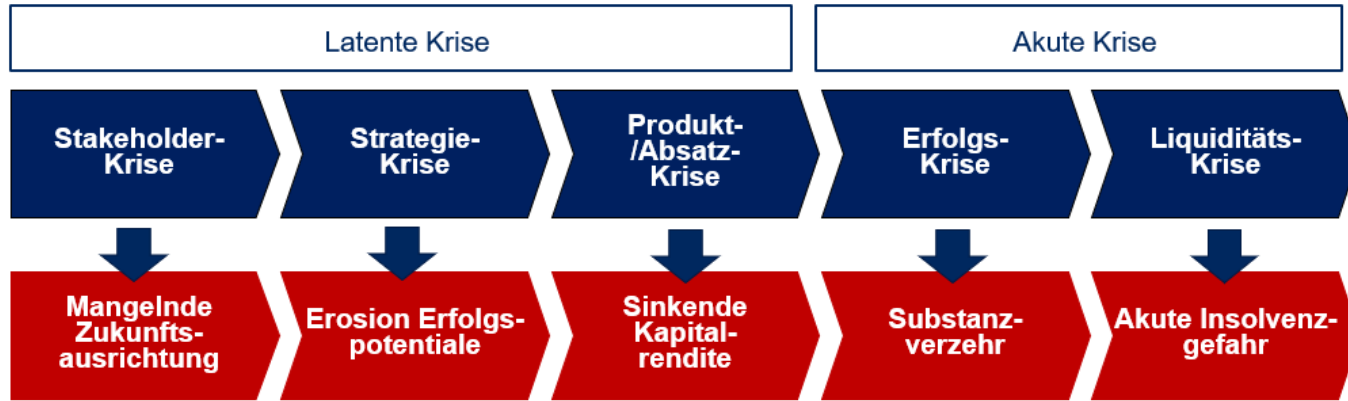 Latente Krise
Akute Krise
Stakeholder-
Krise
Strategie-
Krise
Produkt-
/Absatz-
Krise
Erfolgs-
Krise
Liquiditäts-
Krise
Mangelnde
Zukunfts-
ausrichtung
Erosion Erfolgs-
potentiale
Sinkende
Kapital-
rendite
Substanz-
verzehr
Akute Insolvenz-
gefahr